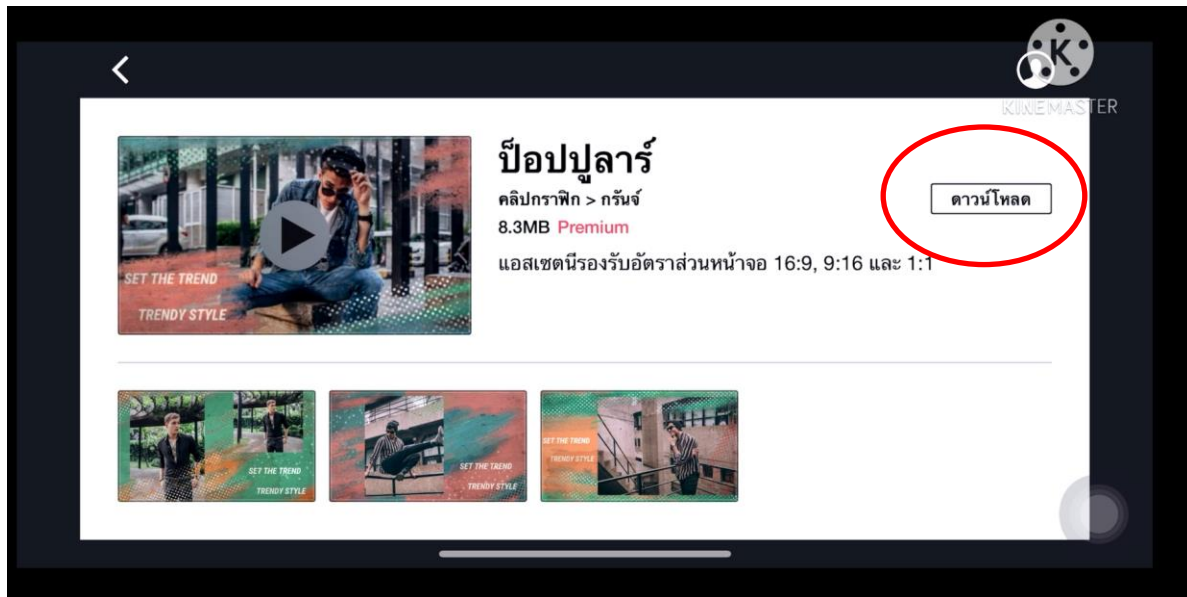 K
KINEMASTER
ป็อปปูลาร์
คลิปกราฟิก > กรันจ์
8.3MB Premium
ดาวน์โหลด
แอสเซตนี้รองรับอัตราส่วนหน้าจอ 16:9, 9:16 และ 1:1
SET THE TREND
TRENDY STYLE
SET THE TREND
TRENDY STYLE
SET THE TREND
TRENDY STYLE
SET THE TREND
TRENDY STYLE